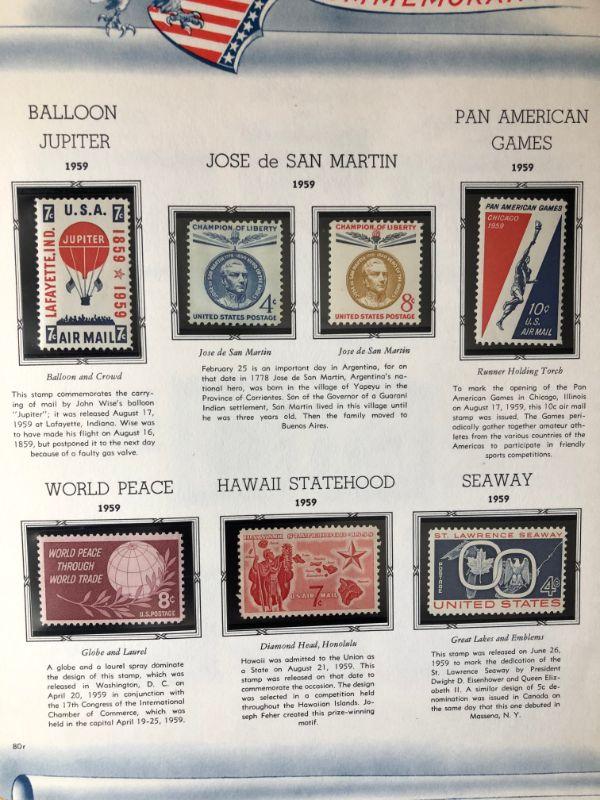 BALLOON
JUPITER
1959
JOSE de SAN MARTIN
1959
PAN AMERICAN
GAMES
1959
7c U.S.A. 7c
JUPITER
LAFAYETTE, IND.
1859 ★ 1959
7c AIR MAIL 7c
CHAMPION OF LIBERTY
4c
UNITED STATES POSTAGE
CHAMPION OF LIBERTY
8c
UNITED STATES POSTAGE
PAN AMERICAN GAMES
CHICAGO
1959
10c
U.S.
AIR MAIL
Balloon and Crowd
This stamp commemorates the carry-
ing of mail by John Wise's balloon
"Jupiter"; it was released August 17,
1959 at Lafayette, Indiana. Wise was
to have made his flight on August 16,
1859, but postponed it to the next day
because of a faulty gas valve.
Jose de San Martin
Jose de San Martin
February 25 is an important day in Argentina, for
on that date in 1778 Jose de San Martin, Argentina's na-
tional hero, was born in the village of Yapeyu in the
Province of Corrientes. Son of the Governor of a Guarani
Indian settlement, San Martin lived in this village until
he was three years old. Then the family moved to
Buenos Aires.
Runner Holding Torch
To mark the opening of the Pan
American Games in Chicago, Illinois
on August 17, 1959, this 10c air mail
stamp was issued. The Games peri-
odically gather together amateur ath-
letes from the various countries of the
Americas to participate in friendly
sports competitions.
WORLD PEACE
1959
HAWAII STATEHOOD
1959
SEAWAY
1959
WORLD PEACE
THROUGH
WORLD TRADE
8c
U.S. POSTAGE
HAWAII STATEHOOD·1959
7c
U.S. AIR MAIL
ST. LAWRENCE SEAWAY
POSTAGE
4c
UNITED STATES
Globe and Laurel
A globe and a laurel spray dominate
the design of this stamp, which was
released in Washington, D. C. on
April 20, 1959 in conjunction with
the 17th Congress of the International
Chamber of Commerce, which was
held in the capital April 19-25, 1959.
Diamond Head, Honolulu
Hawaii was admitted to the Union as
a State on August 21, 1959. This
stamp was released on that date to
commemorate the occasion. The design
was selected in a competition held
throughout the Hawaiian Islands. Jo-
seph Feher created this prize-winning
motif.
Great Lakes and Emblems
This stamp was released on June 26,
1959 to mark the dedication of the
St. Lawrence Seaway by President
Dwight D. Eisenhower and Queen Eliz-
abeth II. A similar design of 5c de-
nomination was issued in Canada on
the same day that this one debuted in
Massena, N. Y.
80r